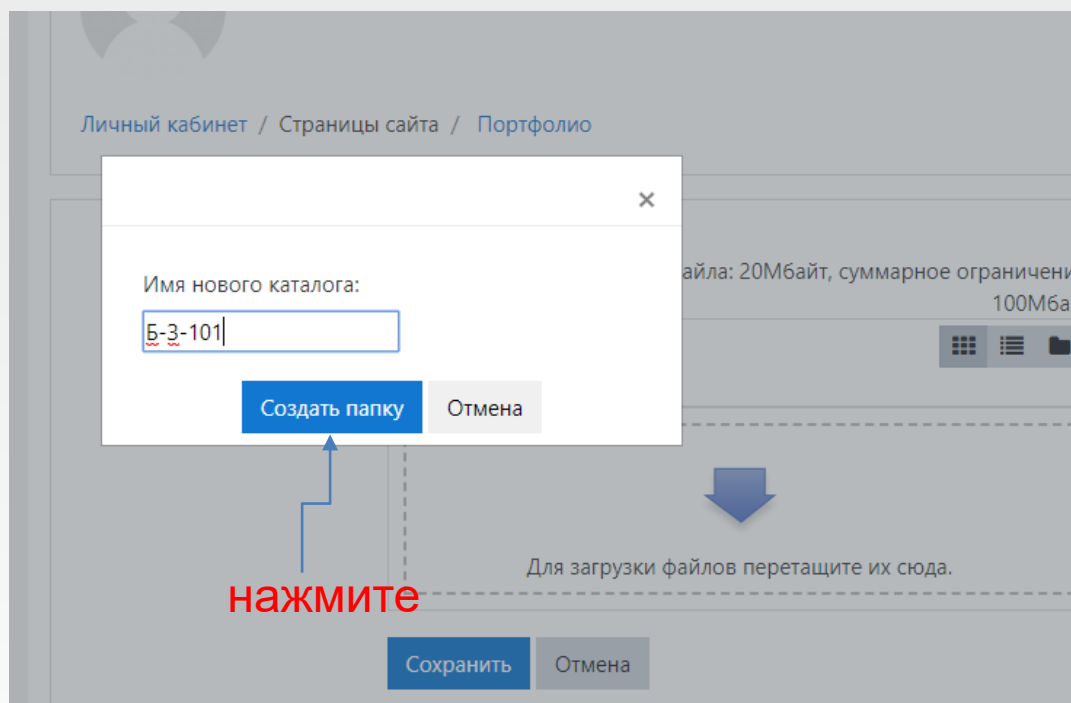 Личный кабинет / Страницы сайта / Портфолио
×
Имя нового каталога:
Б-З-101
Создать папку Отмена
айла: 20Мбайт, суммарное ограничени
100Мба
Для загрузки файлов перетащите их сюда.
нажмите
Сохранить Отмена